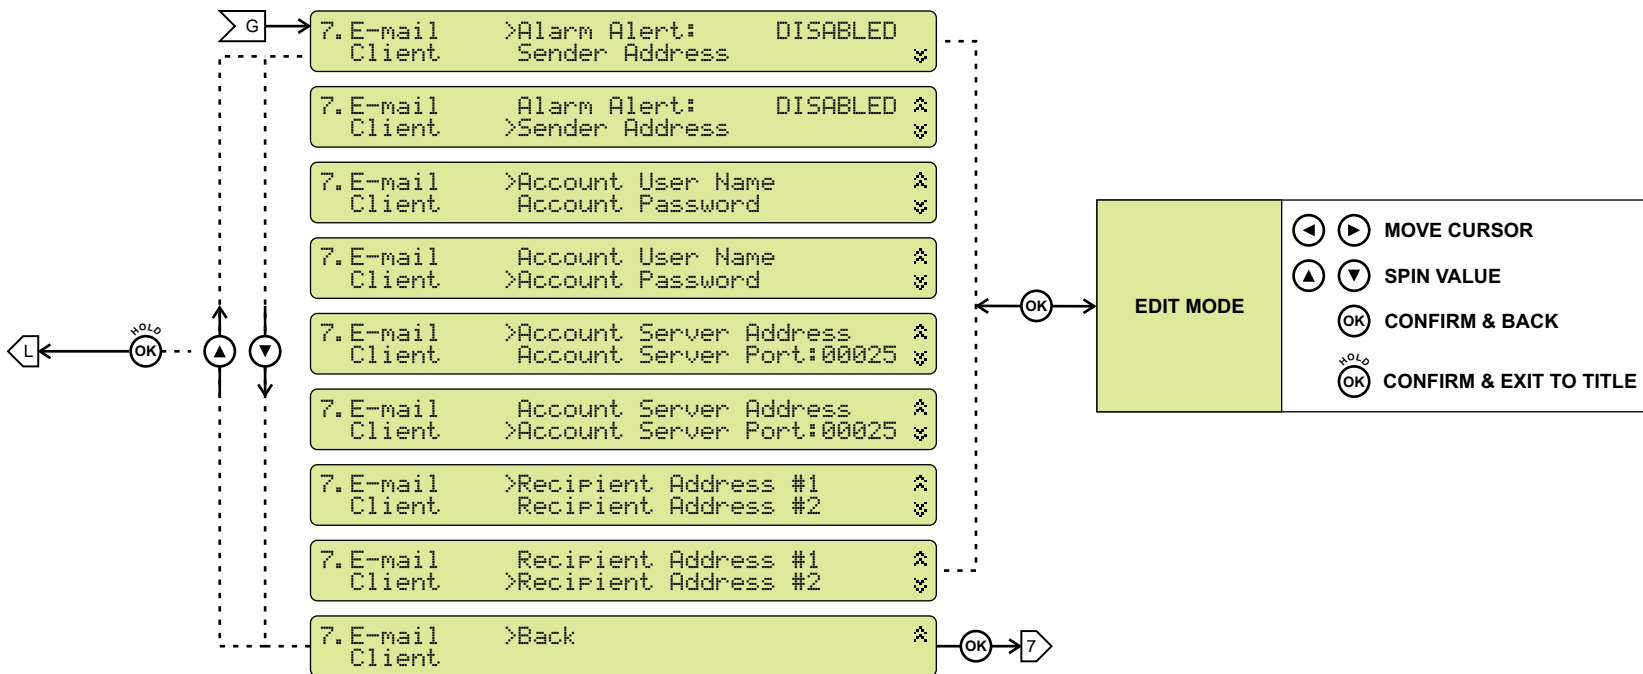 G
7.E-mail >Alarm Alert: DISABLED
Client Sender Address
7.E-mail Alarm Alert: DISABLED
Client >Sender Address
7.E-mail >Account User Name
Client Account Password
7.E-mail Account User Name
Client >Account Password
7.E-mail >Account Server Address
Client Account Server Port:00025
7.E-mail Account Server Address
Client >Account Server Port:00025
7.E-mail >Recipient Address #1
Client Recipient Address #2
7.E-mail Recipient Address #1
Client >Recipient Address #2
7.E-mail >Back
Client
L
HOLD
OK
OK
7
OK
EDIT MODE
MOVE CURSOR
SPIN VALUE
OK CONFIRM & BACK
HOLD
OK CONFIRM & EXIT TO TITLE